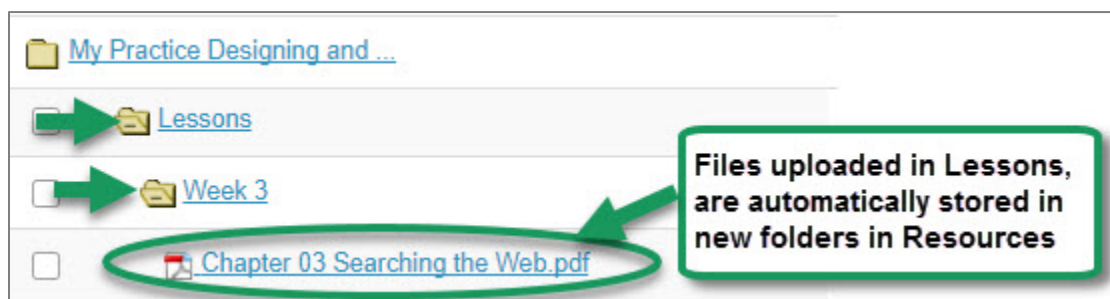 My Practice Designing and ...
Lessons
Week 3
Chapter 03 Searching the Web.pdf
Files uploaded in Lessons,
are automatically stored in
new folders in Resources